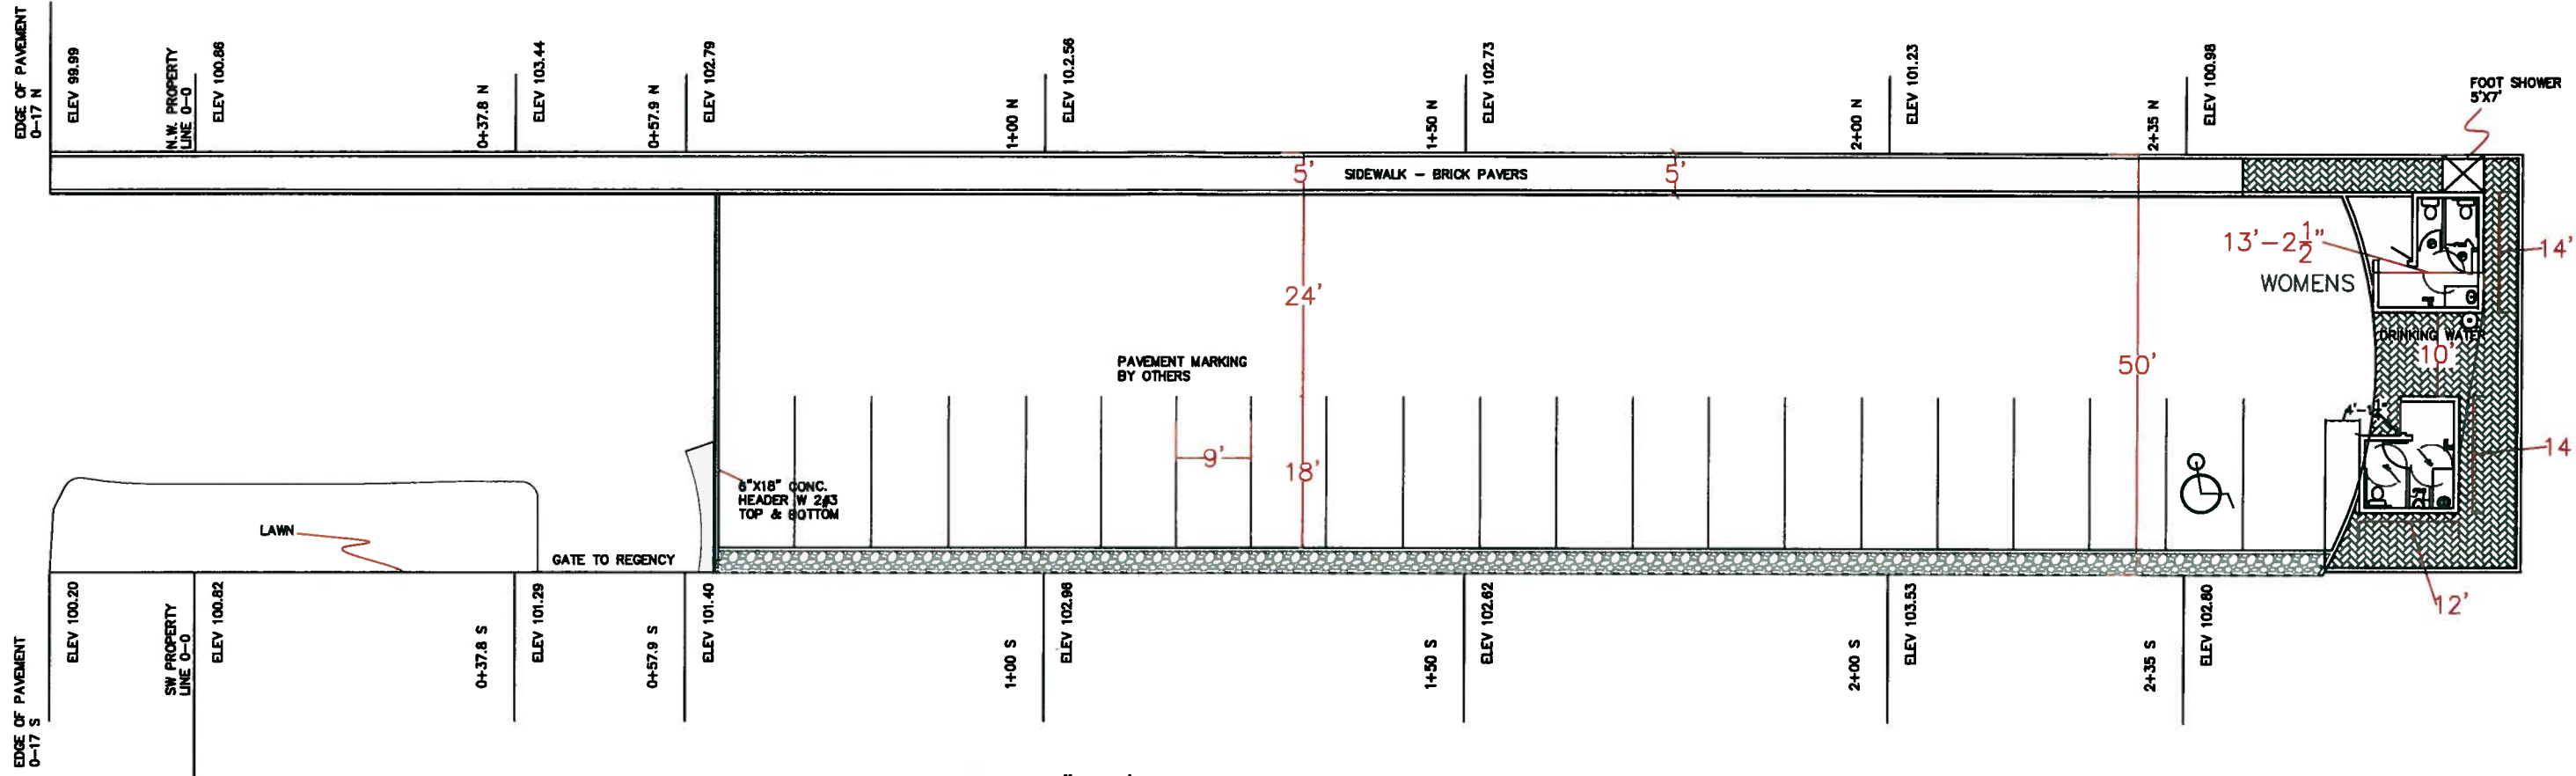 EDGE OF PAVEMENT
0-17 N
ELEV 99.99
N.W. PROPERTY
LINE 0-0
ELEV 100.86
0+37.8 N
ELEV 103.44
0+57.9 N
ELEV 102.79
1+00 N
ELEV 10.2.56
1+50 N
ELEV 102.73
2+00 N
ELEV 101.23
2+35 N
ELEV 100.98
FOOT SHOWER
5'X7'
5'
SIDEWALK - BRICK PAVERS
5'
13'-2 1/2"
14'
WOMENS
24'
DRINKING WATER
10'
50'
PAVEMENT MARKING
BY OTHERS
9'
18'
14
6"X18" CONC.
HEADER W 2#3
TOP & BOTTOM
LAWN
GATE TO REGENCY
12'
EDGE OF PAVEMENT
0-17 S
ELEV 100.20
SW PROPERTY
LINE 0-0
ELEV 100.82
0+37.8 S
ELEV 101.29
0+57.9 S
ELEV 101.40
1+00 S
ELEV 102.96
1+50 S
ELEV 102.62
2+00 S
ELEV 103.53
2+35 S
ELEV 102.80